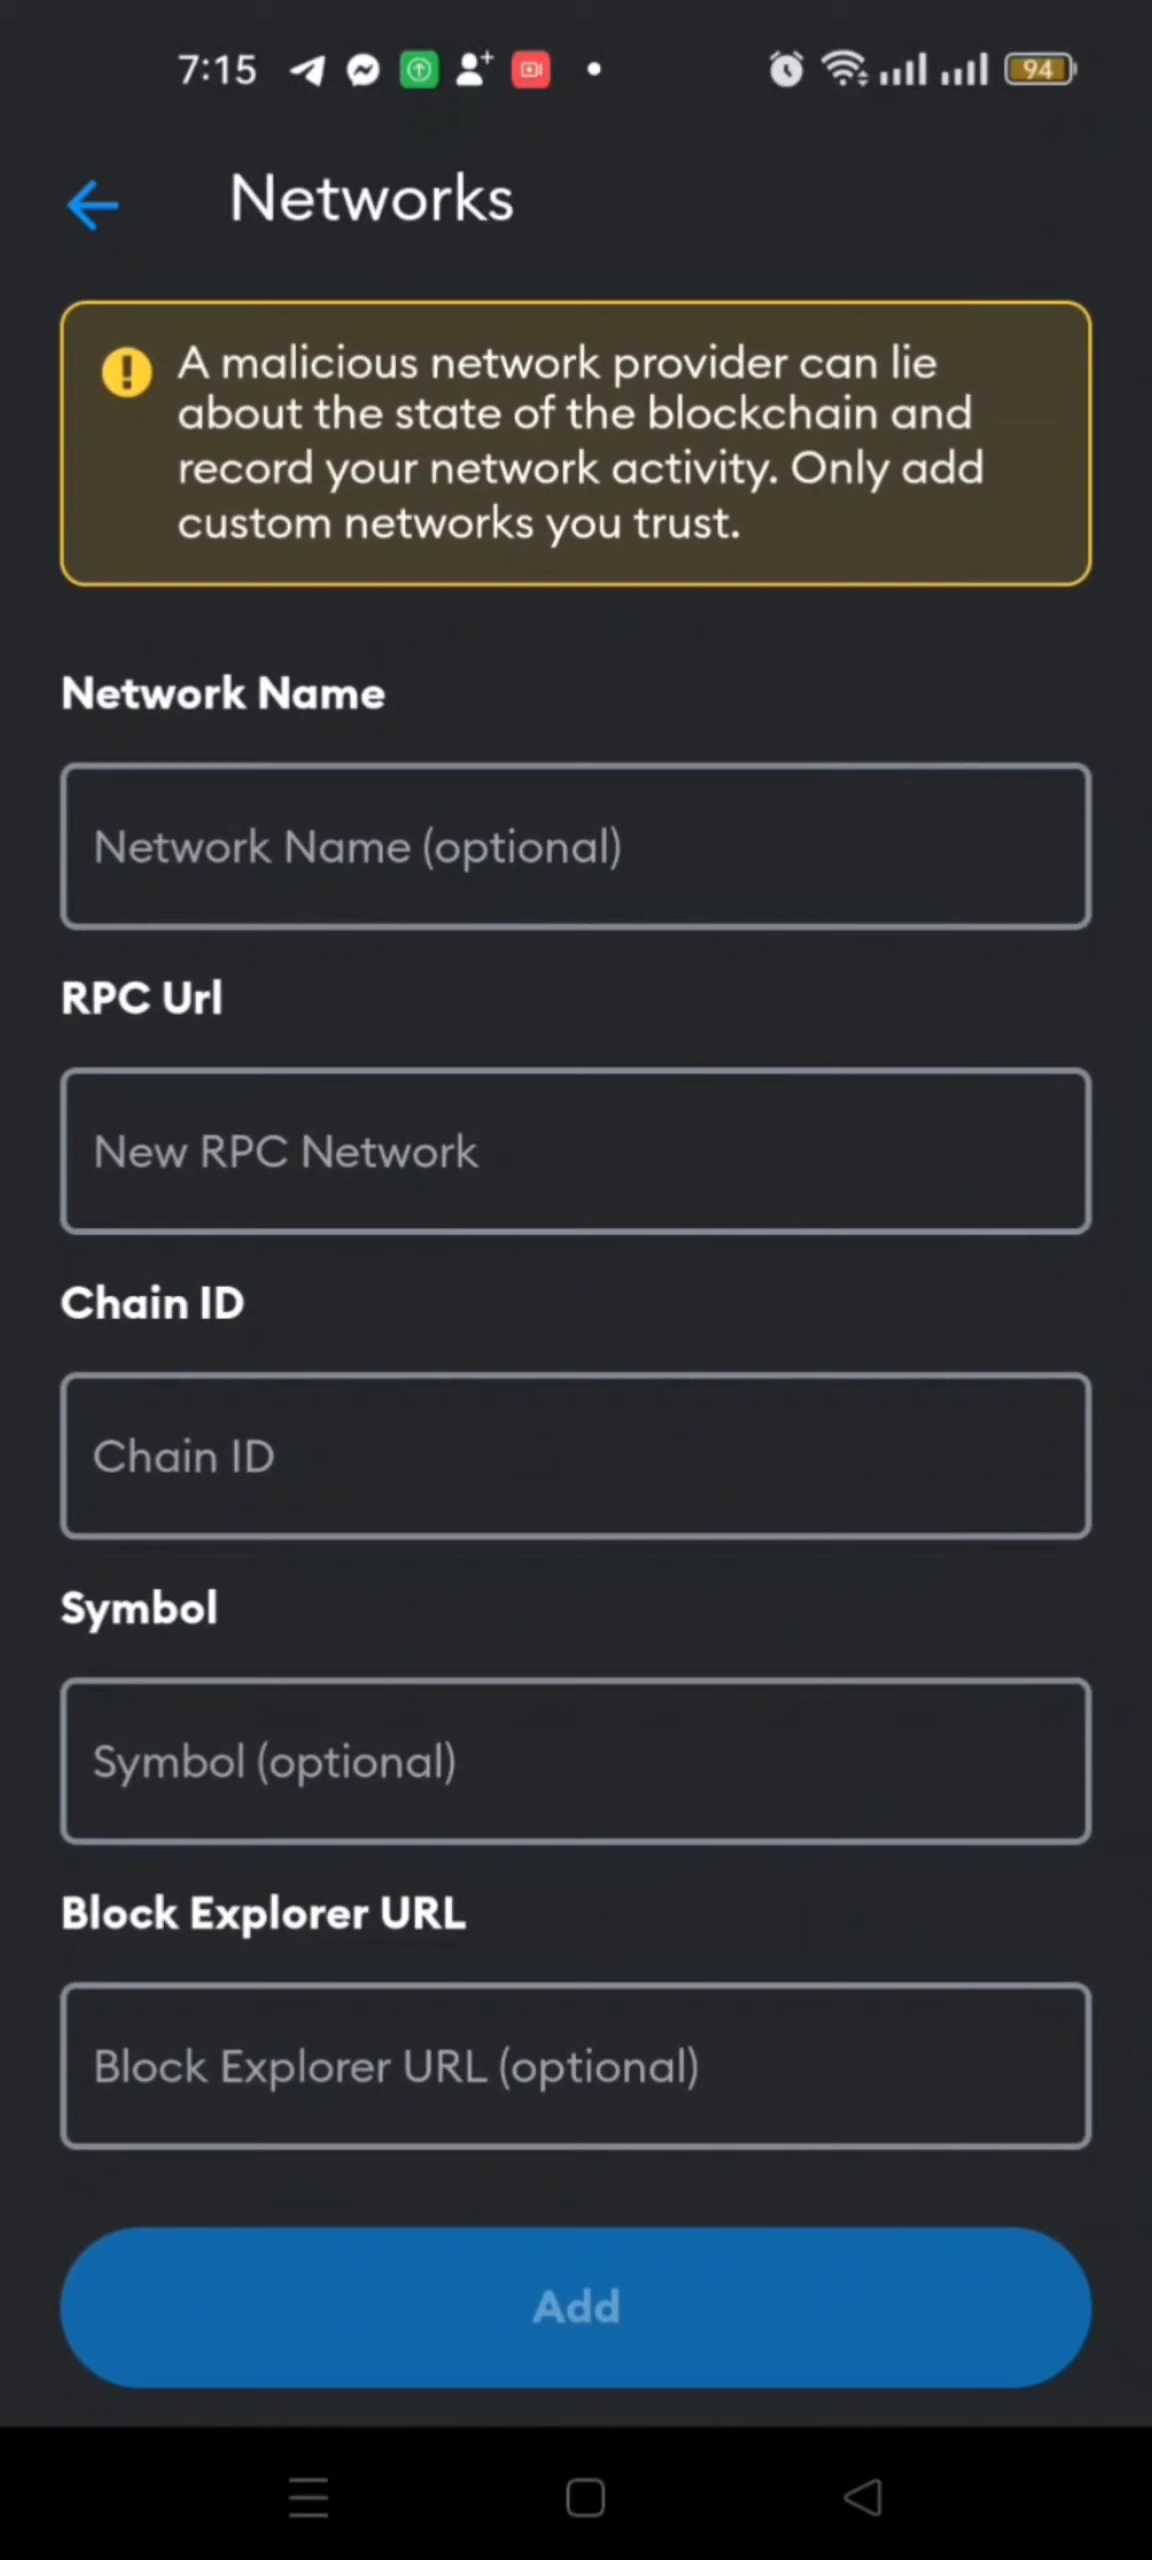 7:15
94
Networks
A malicious network provider can lie
about the state of the blockchain and
record your network activity. Only add
custom networks you trust.
Network Name
Network Name (optional)
RPC Url
New RPC Network
Chain ID
Chain ID
Symbol
Symbol (optional)
Block Explorer URL
Block Explorer URL (optional)
Add